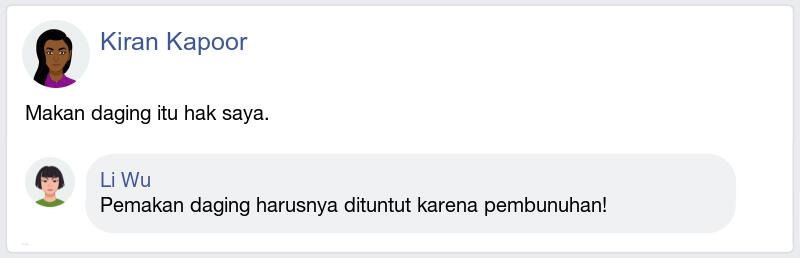 Kiran Kapoor
Makan daging itu hak saya.
Li Wu
Pemakan daging harusnya dituntut karena pembunuhan!